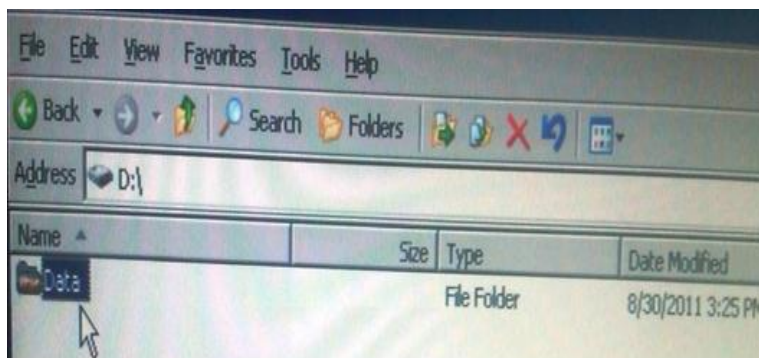 File Edit View Favorites Tools Help
Back Search Folders
Address D:\
Name Size Type Date Modified
Data File Folder 8/30/2011 3:25 PM